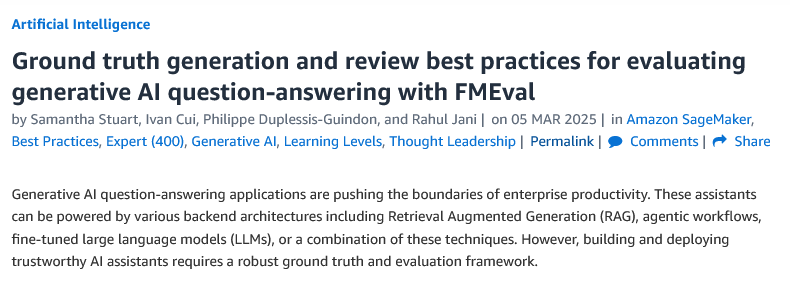 Artificial Intelligence
Ground truth generation and review best practices for evaluating
generative AI question-answering with FMEval
by Samantha Stuart, Ivan Cui, Philippe Duplessis-Guindon, and Rahul Jani | on 05 MAR 2025 | in Amazon SageMaker,
Best Practices, Expert (400), Generative AI, Learning Levels, Thought Leadership | Permalink | Comments | Share
Generative AI question-answering applications are pushing the boundaries of enterprise productivity. These assistants
can be powered by various backend architectures including Retrieval Augmented Generation (RAG), agentic workflows,
fine-tuned large language models (LLMs), or a combination of these techniques. However, building and deploying
trustworthy AI assistants requires a robust ground truth and evaluation framework.